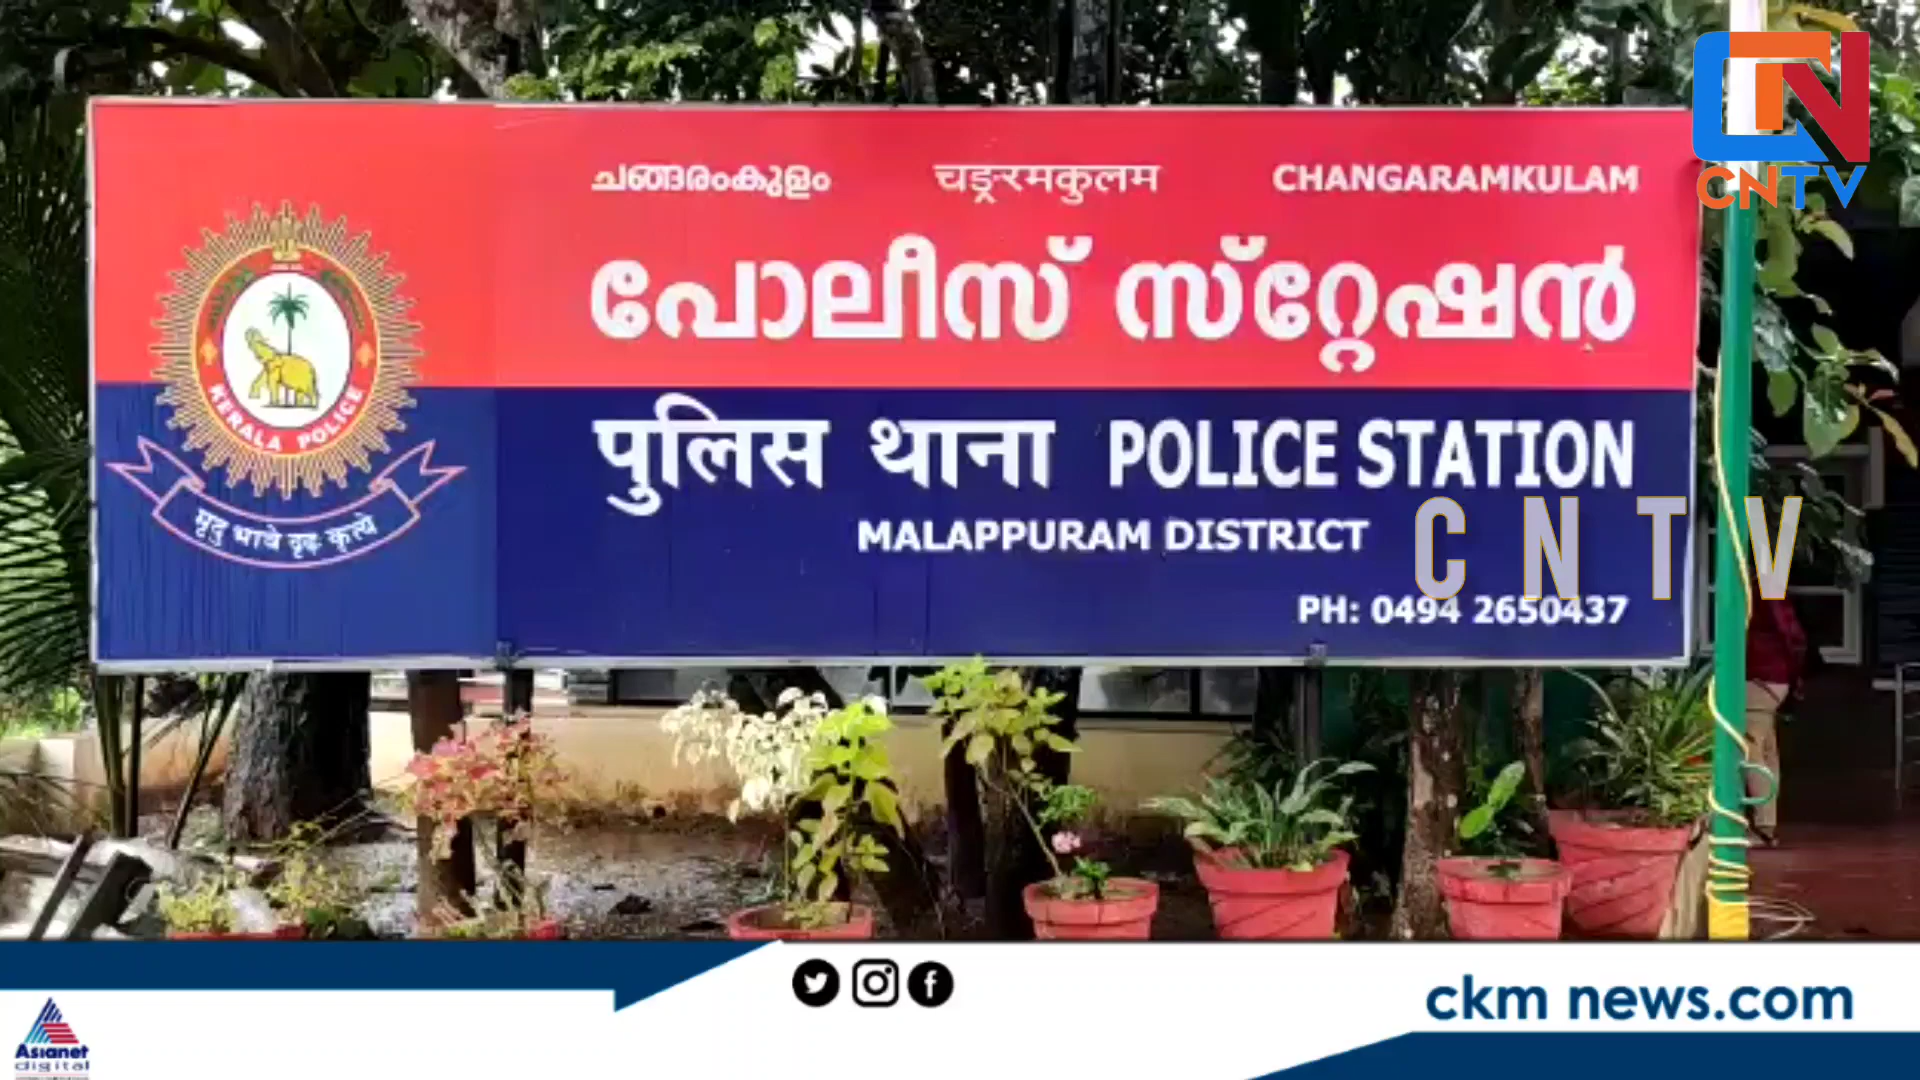 CNTV
ചങ്ങരംകുളം चङ्ङरमकुलम CHANGARAMKULAM
പോലീസ് സ്റ്റേഷൻ
पुलिस थाना POLICE STATION
MALAPPURAM DISTRICT
PH: 0494 2650437
KERALA POLICE
मृदु भावे दृढ कृत्ये
CNTV
ckm news.com
Asianet
digital